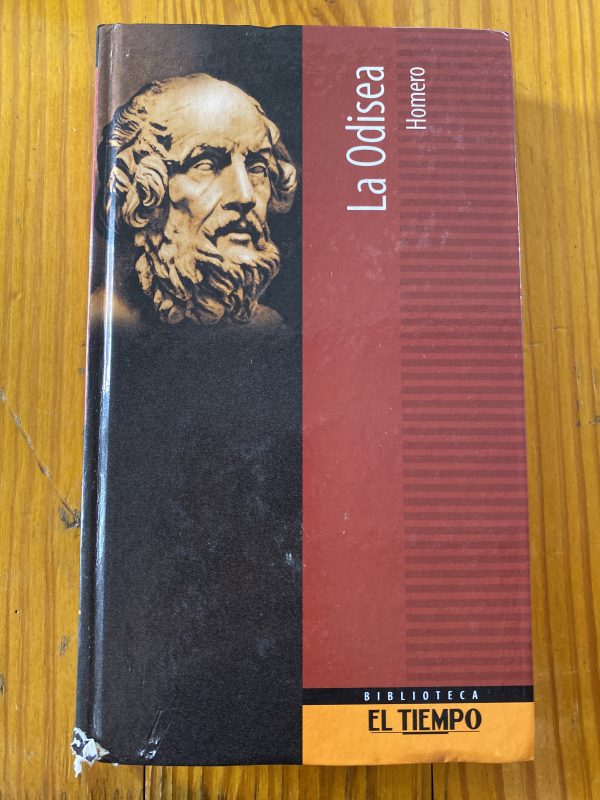 La Odisea
Homero
BIBLIOTECA
EL TIEMPO